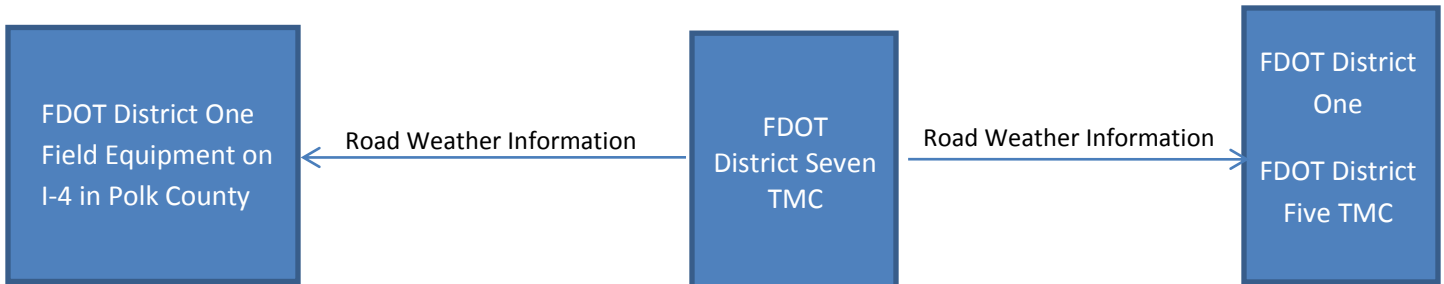 FDOT District One
Field Equipment on
I-4 in Polk County
Road Weather Information
FDOT
District Seven
TMC
Road Weather Information
FDOT District
One
FDOT District
Five TMC